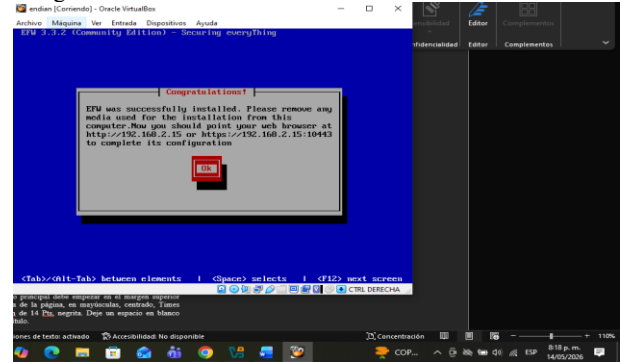 endian [Corriendo] - Oracle VirtualBox
Archivo Máquina Ver Entrada Dispositivos Ayuda
EFW 3.3.2 (Community Edition) - Securing everyThing
Congratulations!
EFW was successfully installed. Please remove any
media used for the installation from this
computer.Now you should point your web browser at
http://192.168.2.15 or https://192.168.2.15:10443
to complete its configuration
Ok
<Tab>/<Alt-Tab> between elements | <Space> selects | <F12> next screen
CTRL DERECHA
Editor Complementos
nfidencialidad Editor Complementos
principal debe empezar en el margen superior
de la página, en mayúsculas, centrado, Times
de 14 Pts, negrita. Deje un espacio en blanco
iones de texto: activado Accesibilidad: No disponible Concentración 110%
COP... ESP 8:18 p. m.
14/05/2026